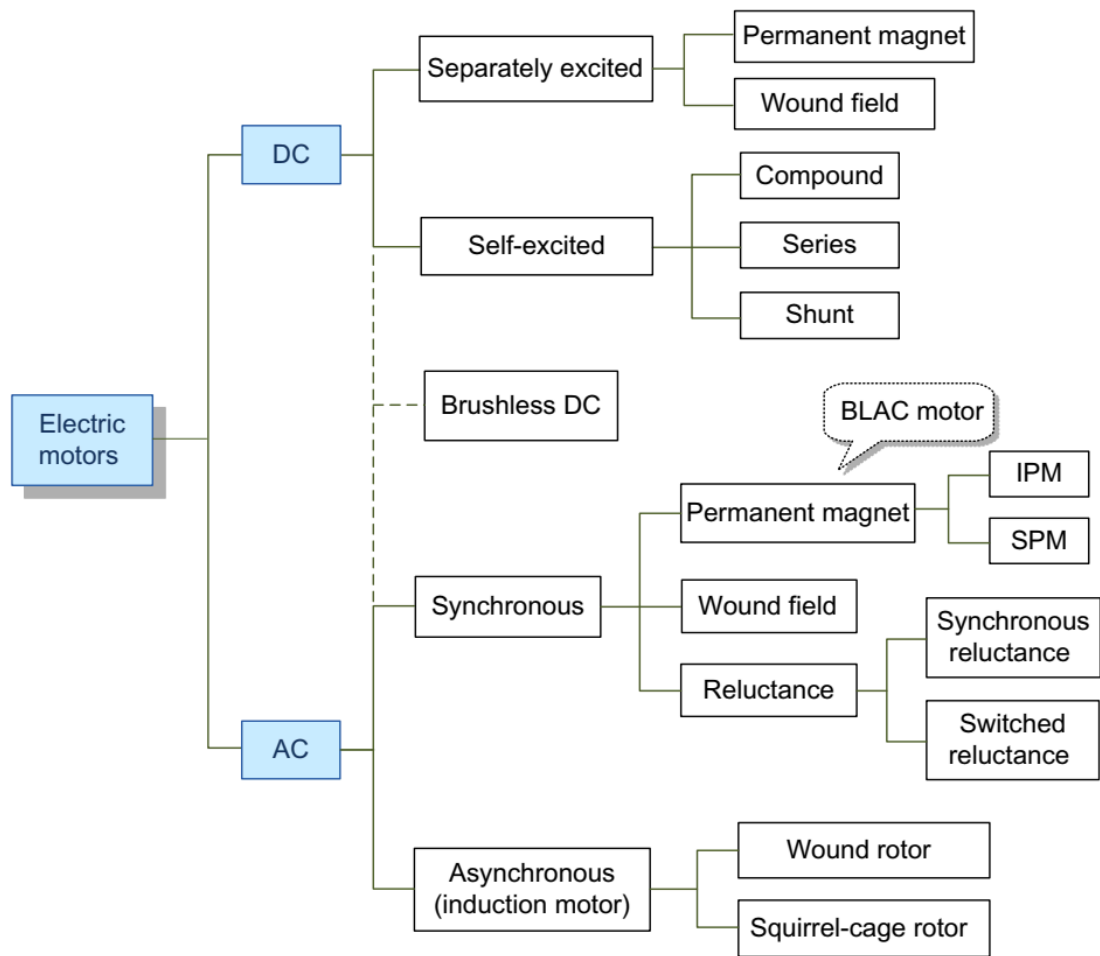 Electric
motors
DC
Separately excited
Permanent magnet
Wound field
Self-excited
Compound
Series
Shunt
Brushless DC
AC
Synchronous
BLAC motor
Permanent magnet
IPM
SPM
Wound field
Reluctance
Synchronous
reluctance
Switched
reluctance
Asynchronous
(induction motor)
Wound rotor
Squirrel-cage rotor